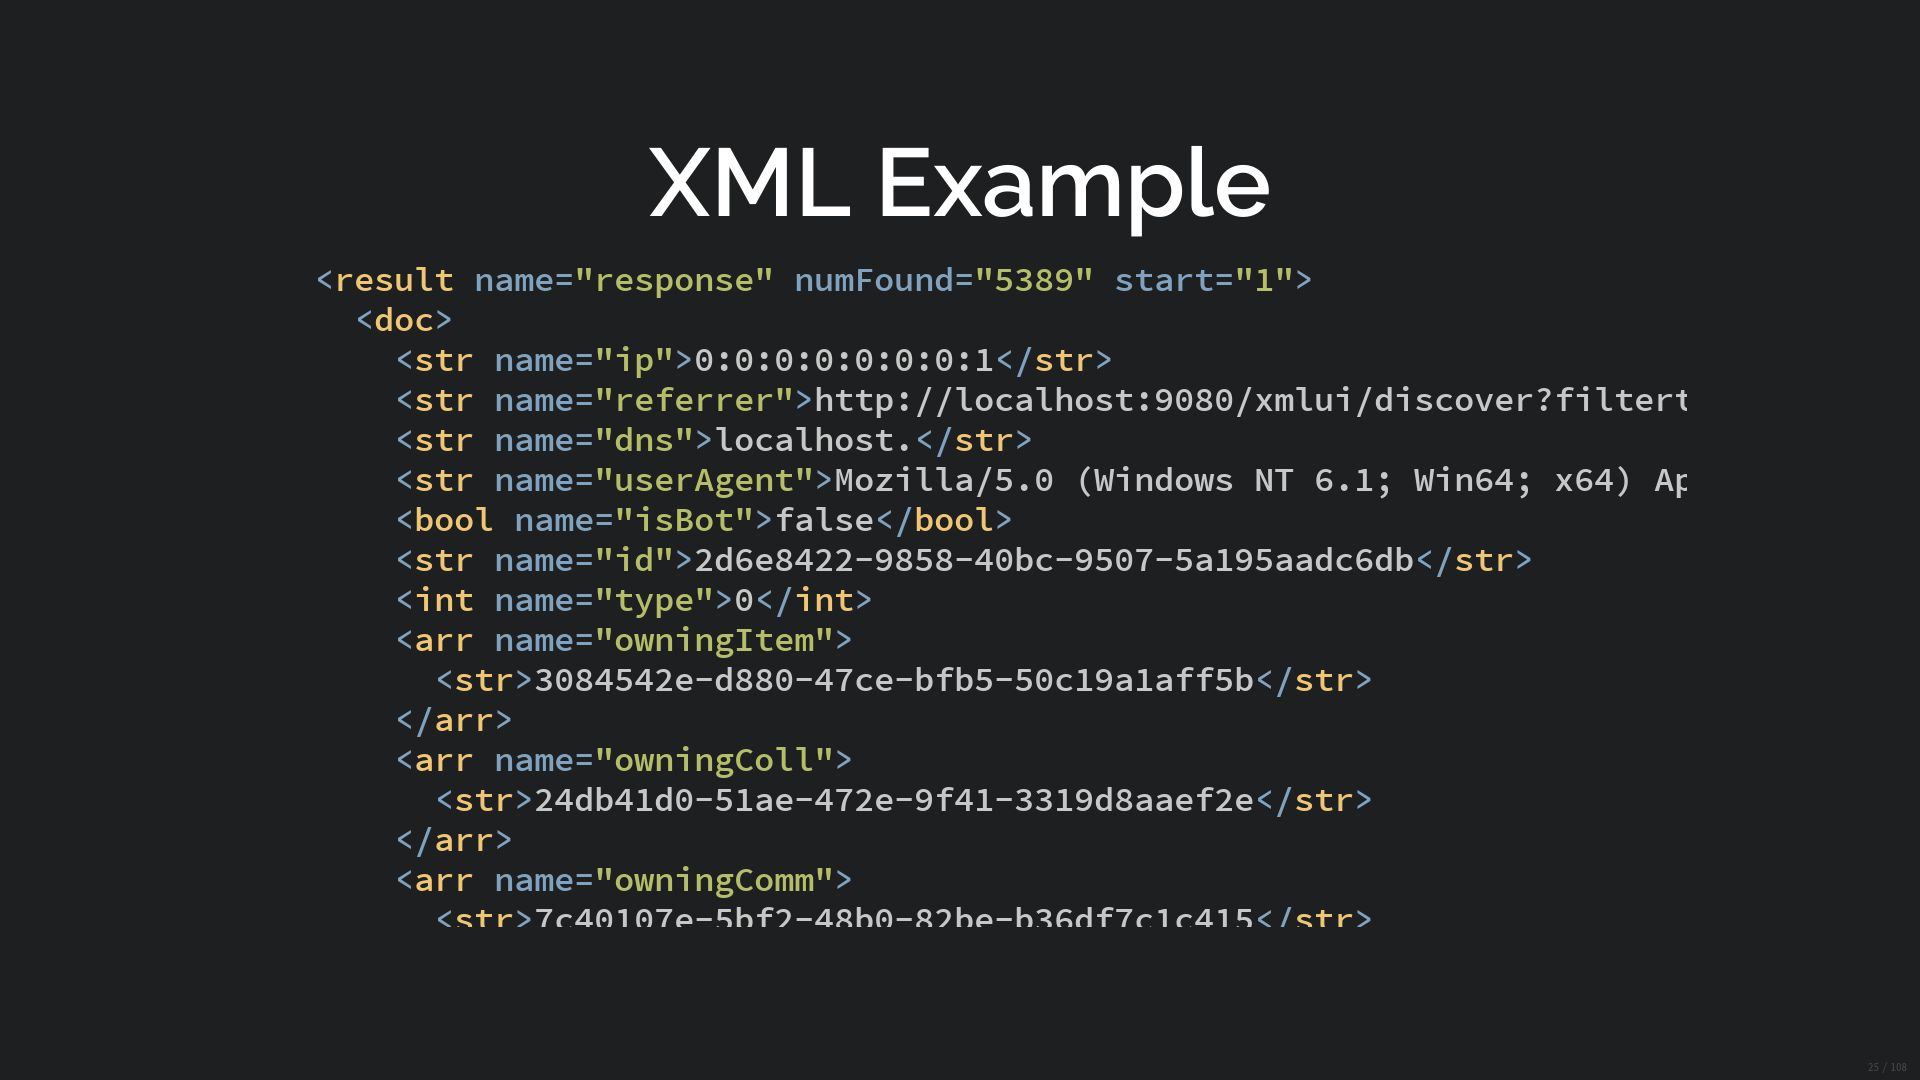 XML Example
<result name="response" numFound="5389" start="1">
<doc>
<str name="ip">0:0:0:0:0:0:0:1</str>
<str name="referrer">http://localhost:9080/xmlui/discover?filtert
<str name="dns">localhost.</str>
<str name="userAgent">Mozilla/5.0 (Windows NT 6.1; Win64; x64) Ap
<bool name="isBot">false</bool>
<str name="id">2d6e8422-9858-40bc-9507-5a195aadc6db</str>
<int name="type">0</int>
<arr name="owningItem">
<str>3084542e-d880-47ce-bfb5-50c19a1aff5b</str>
</arr>
<arr name="owningColl">
<str>24db41d0-51ae-472e-9f41-3319d8aaef2e</str>
</arr>
<arr name="owningComm">
<str>7c40107e-5bf2-48b0-82be-b36df7c1c415</str>
25 / 108